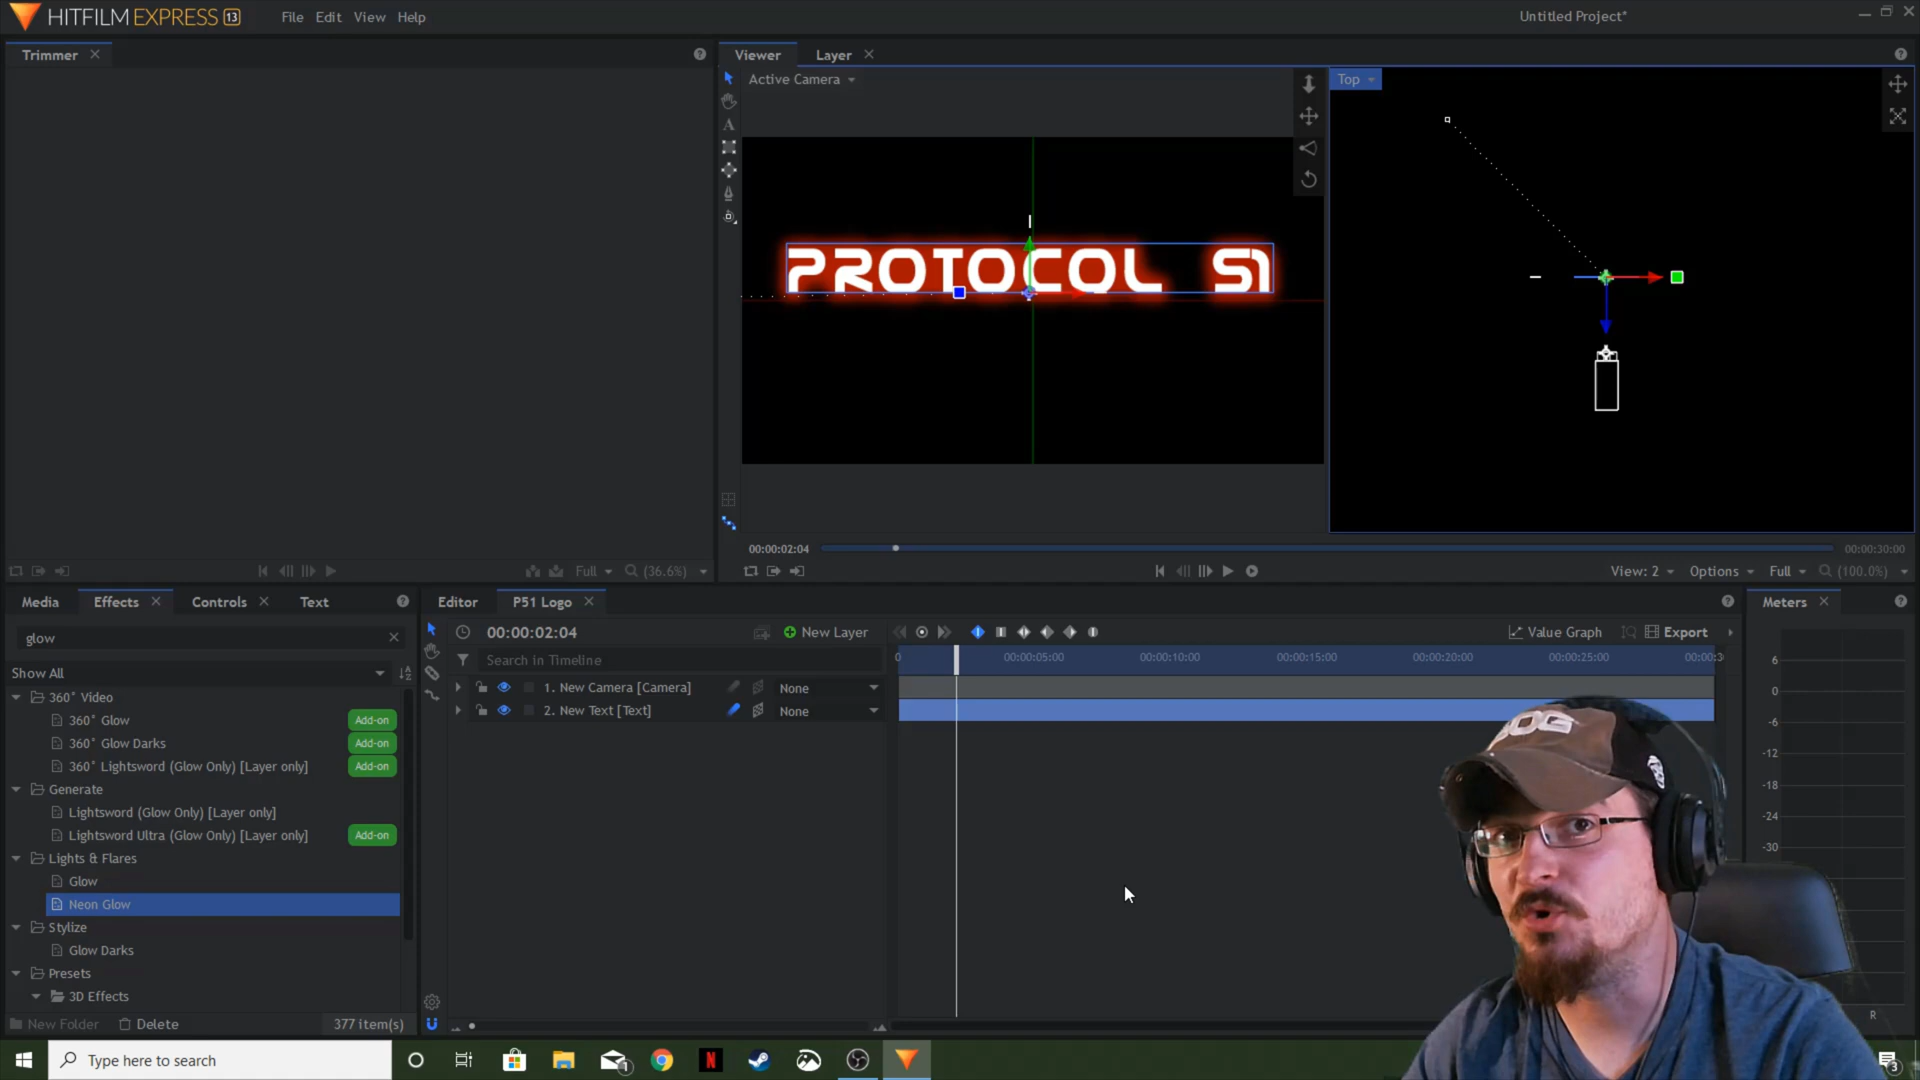 HITFILM EXPRESS 13
File Edit View Help
Untitled Project*
Trimmer
Viewer
Layer
Active Camera
Top
PROTOCOL 51
00:00:02:04
00:00:30:00
Full
(36.6%)
View: 2
Options
Full
(100.0%)
Media
Effects
Controls
Text
Editor
P51 Logo
Meters
glow
00:00:02:04
New Layer
Value Graph
Export
Search in Timeline
0
00:00:05:00
00:00:10:00
00:00:15:00
00:00:20:00
00:00:25:00
00:00:3
Show All
360° Video
1. New Camera [Camera]
None
2. New Text [Text]
None
360° Glow
Add-on
360° Glow Darks
Add-on
360° Lightsword (Glow Only) [Layer only]
Add-on
Generate
Lightsword (Glow Only) [Layer only]
Lightsword Ultra (Glow Only) [Layer only]
Add-on
Lights & Flares
Glow
Neon Glow
Stylize
Glow Darks
Presets
3D Effects
New Folder
Delete
377 item(s)
6
0
-6
-12
-18
-24
-30
R
Type here to search
1
3